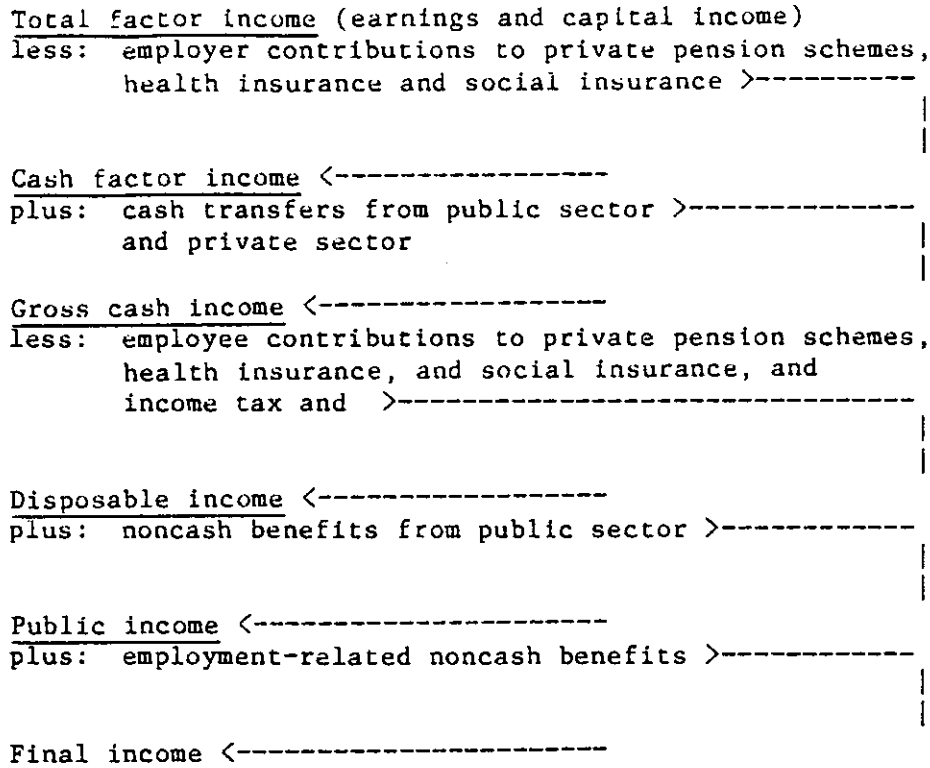 Total factor income (earnings and capital income)
less: employer contributions to private pension schemes,
health insurance and social insurance >----------
|
|
Cash factor income <-----------------
plus: cash transfers from public sector >--------------
and private sector |
|
Gross cash income <------------------
less: employee contributions to private pension schemes,
health insurance, and social insurance, and
income tax and >---------------------------------
|
|
Disposable income <------------------
plus: noncash benefits from public sector >------------
|
|
Public income <----------------------
plus: employment-related noncash benefits >------------
|
|
Final income <-----------------------